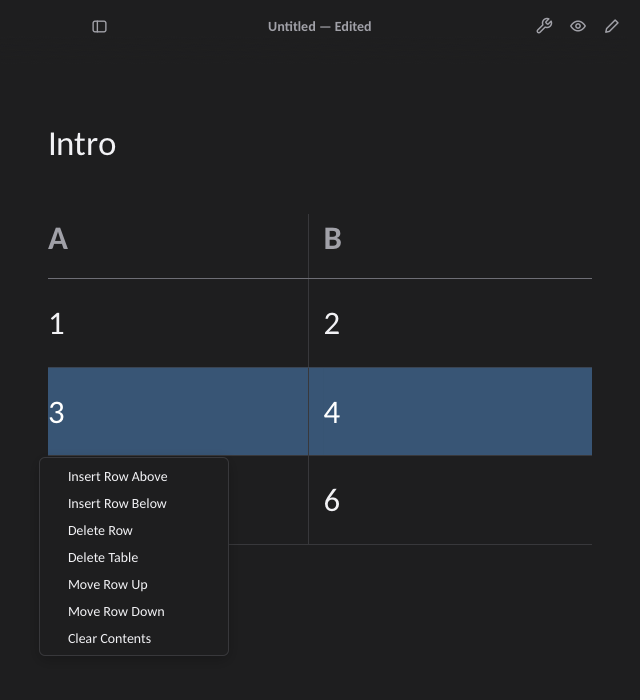 Untitled — Edited
Intro
A B
1 2
3 4
6
Insert Row Above
Insert Row Below
Delete Row
Delete Table
Move Row Up
Move Row Down
Clear Contents